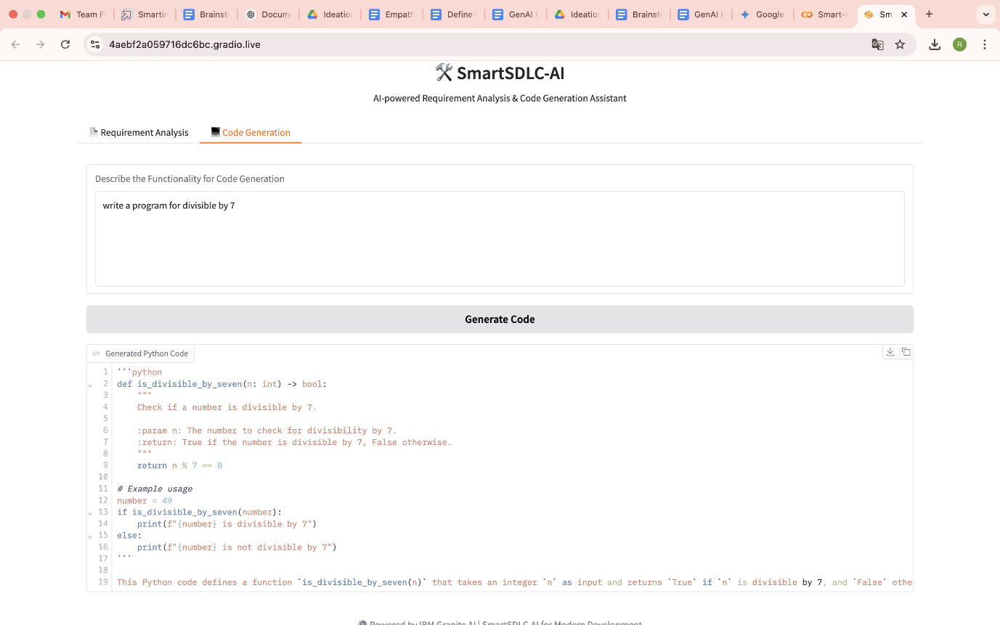 Team F
Smartin
Brainsto
Docume
Ideation
Empath
Define
GenAI F
Ideation
Brainsto
GenAI F
Google
Smart-s
Sm
4aebf2a059716dc6bc.gradio.live
R
🛠️ SmartSDLC-AI
AI-powered Requirement Analysis & Code Generation Assistant
📄 Requirement Analysis
💻 Code Generation
Describe the Functionality for Code Generation
write a program for divisible by 7
Generate Code
Generated Python Code
1 ```python
2 def is_divisible_by_seven(n: int) -> bool:
3     """
4     Check if a number is divisible by 7.
5
6     :param n: The number to check for divisibility by 7.
7     :return: True if the number is divisible by 7, False otherwise.
8     """
9     return n % 7 == 0
10
11 # Example usage
12 number = 49
13 if is_divisible_by_seven(number):
14     print(f"{number} is divisible by 7")
15 else:
16     print(f"{number} is not divisible by 7")
17 ```
18
19 This Python code defines a function `is_divisible_by_seven(n)` that takes an integer `n` as input and returns `True` if `n` is divisible by 7, and `False` othe
Powered by IBM Granite AI | SmartSDLC-AI for Modern Development